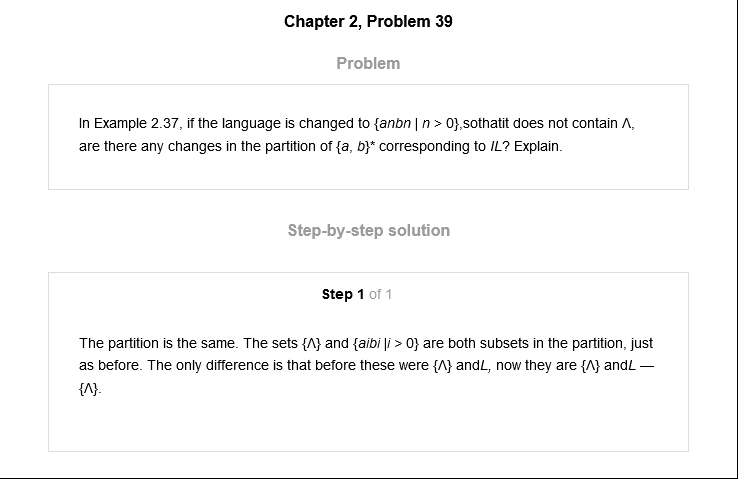 Chapter 2, Problem 39
Problem
In Example 2.37, if the language is changed to {anbn | n > 0},sothatit does not contain Λ,
are there any changes in the partition of {a, b}* corresponding to IL? Explain.
Step-by-step solution
Step 1 of 1
The partition is the same. The sets {Λ} and {aibi |i > 0} are both subsets in the partition, just
as before. The only difference is that before these were {Λ} andL, now they are {Λ} andL —
{Λ}.